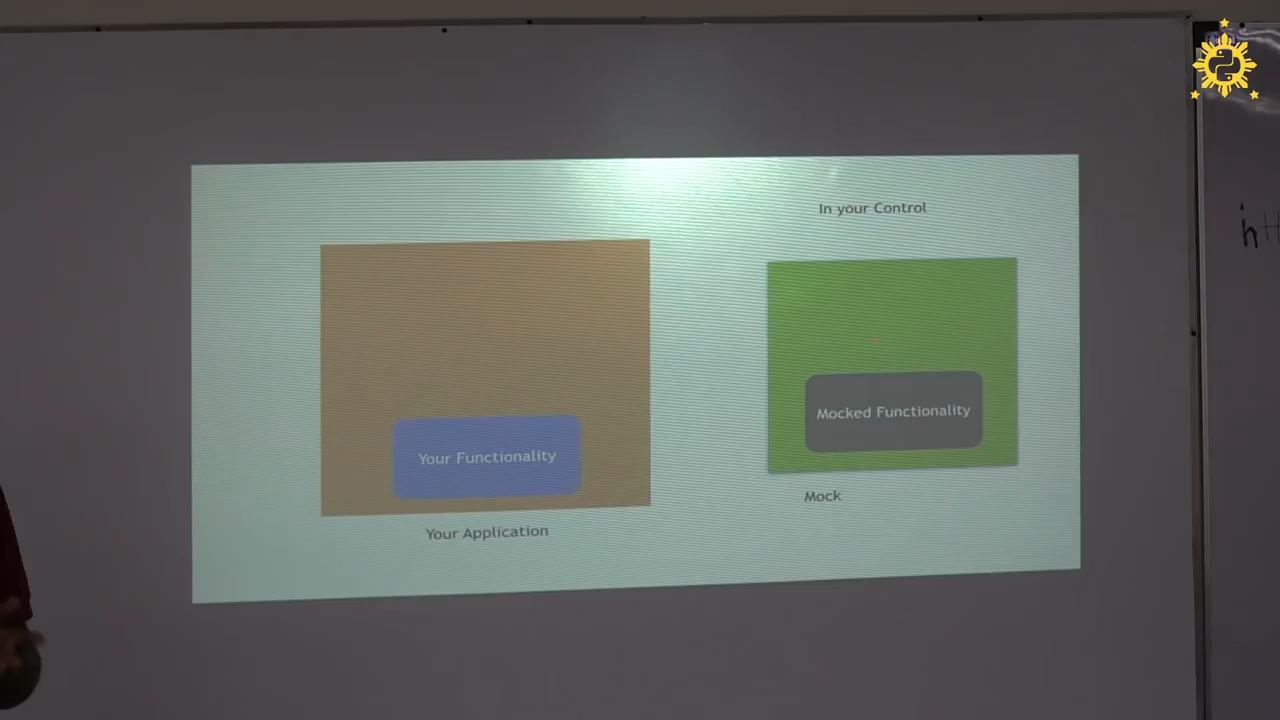 In your Control
Mocked Functionality
Your Functionality
Mock
Your Application